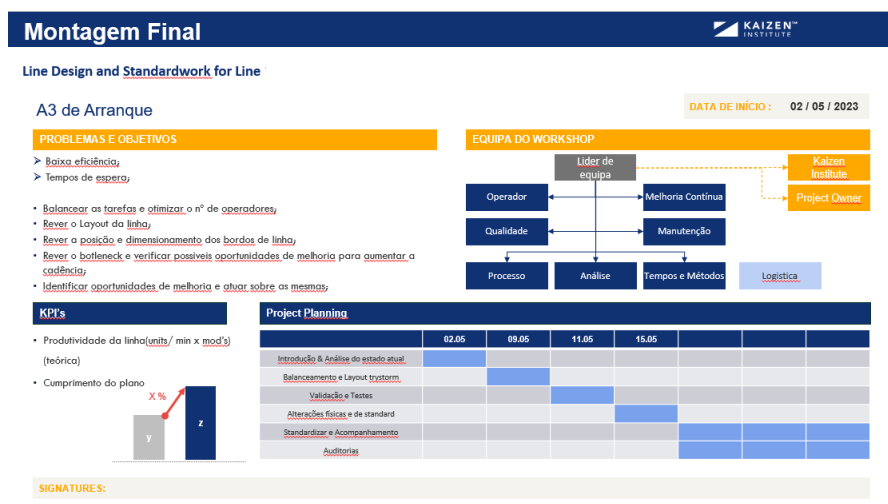 Montagem Final
KAIZEN™
INSTITUTE
Line Design and Standardwork for Line
A3 de Arranque
DATA DE INÍCIO : 02 / 05 / 2023
PROBLEMAS E OBJETIVOS
Baixa eficiência;
Tempos de espera;
Balancear as tarefas e otimizar o nº de operadores;
Rever o Layout da linha;
Rever a posição e dimensionamento dos bordos de linha;
Rever o botleneck e verificar possiveis oportunidades de melhoria para aumentar a
cadência;
Identificar oportunidades de melhoria e atuar sobre as mesmas;
EQUIPA DO WORKSHOP
Lider de
equipa
Kaizen
Institute
Project Owner
Operador
Melhoria Contínua
Qualidade
Manutenção
Processo
Análise
Tempos e Métodos
Logistica
KPI's
Produtividade da linha(units/ min x mod's)
(teórica)
Cumprimento do plano
X %
y
z
Project Planning
02.05 09.05 11.05 15.05
Introdução & Análise do estado atual
Balanceamento e Layout trystorm
Validação e Testes
Alterações físicas e de standard
Standardizar e Acompanhamento
Auditorias
SIGNATURES: